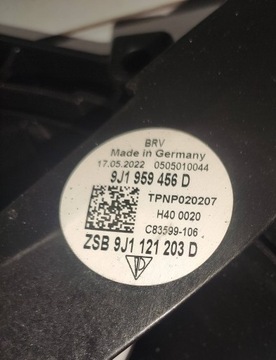 BRV
Made in Germany
17.05.2022 0505010044
9J1 959 456 D
TPNP020207
H40 0020
C83599-106
ZSB 9J1 121 203 D